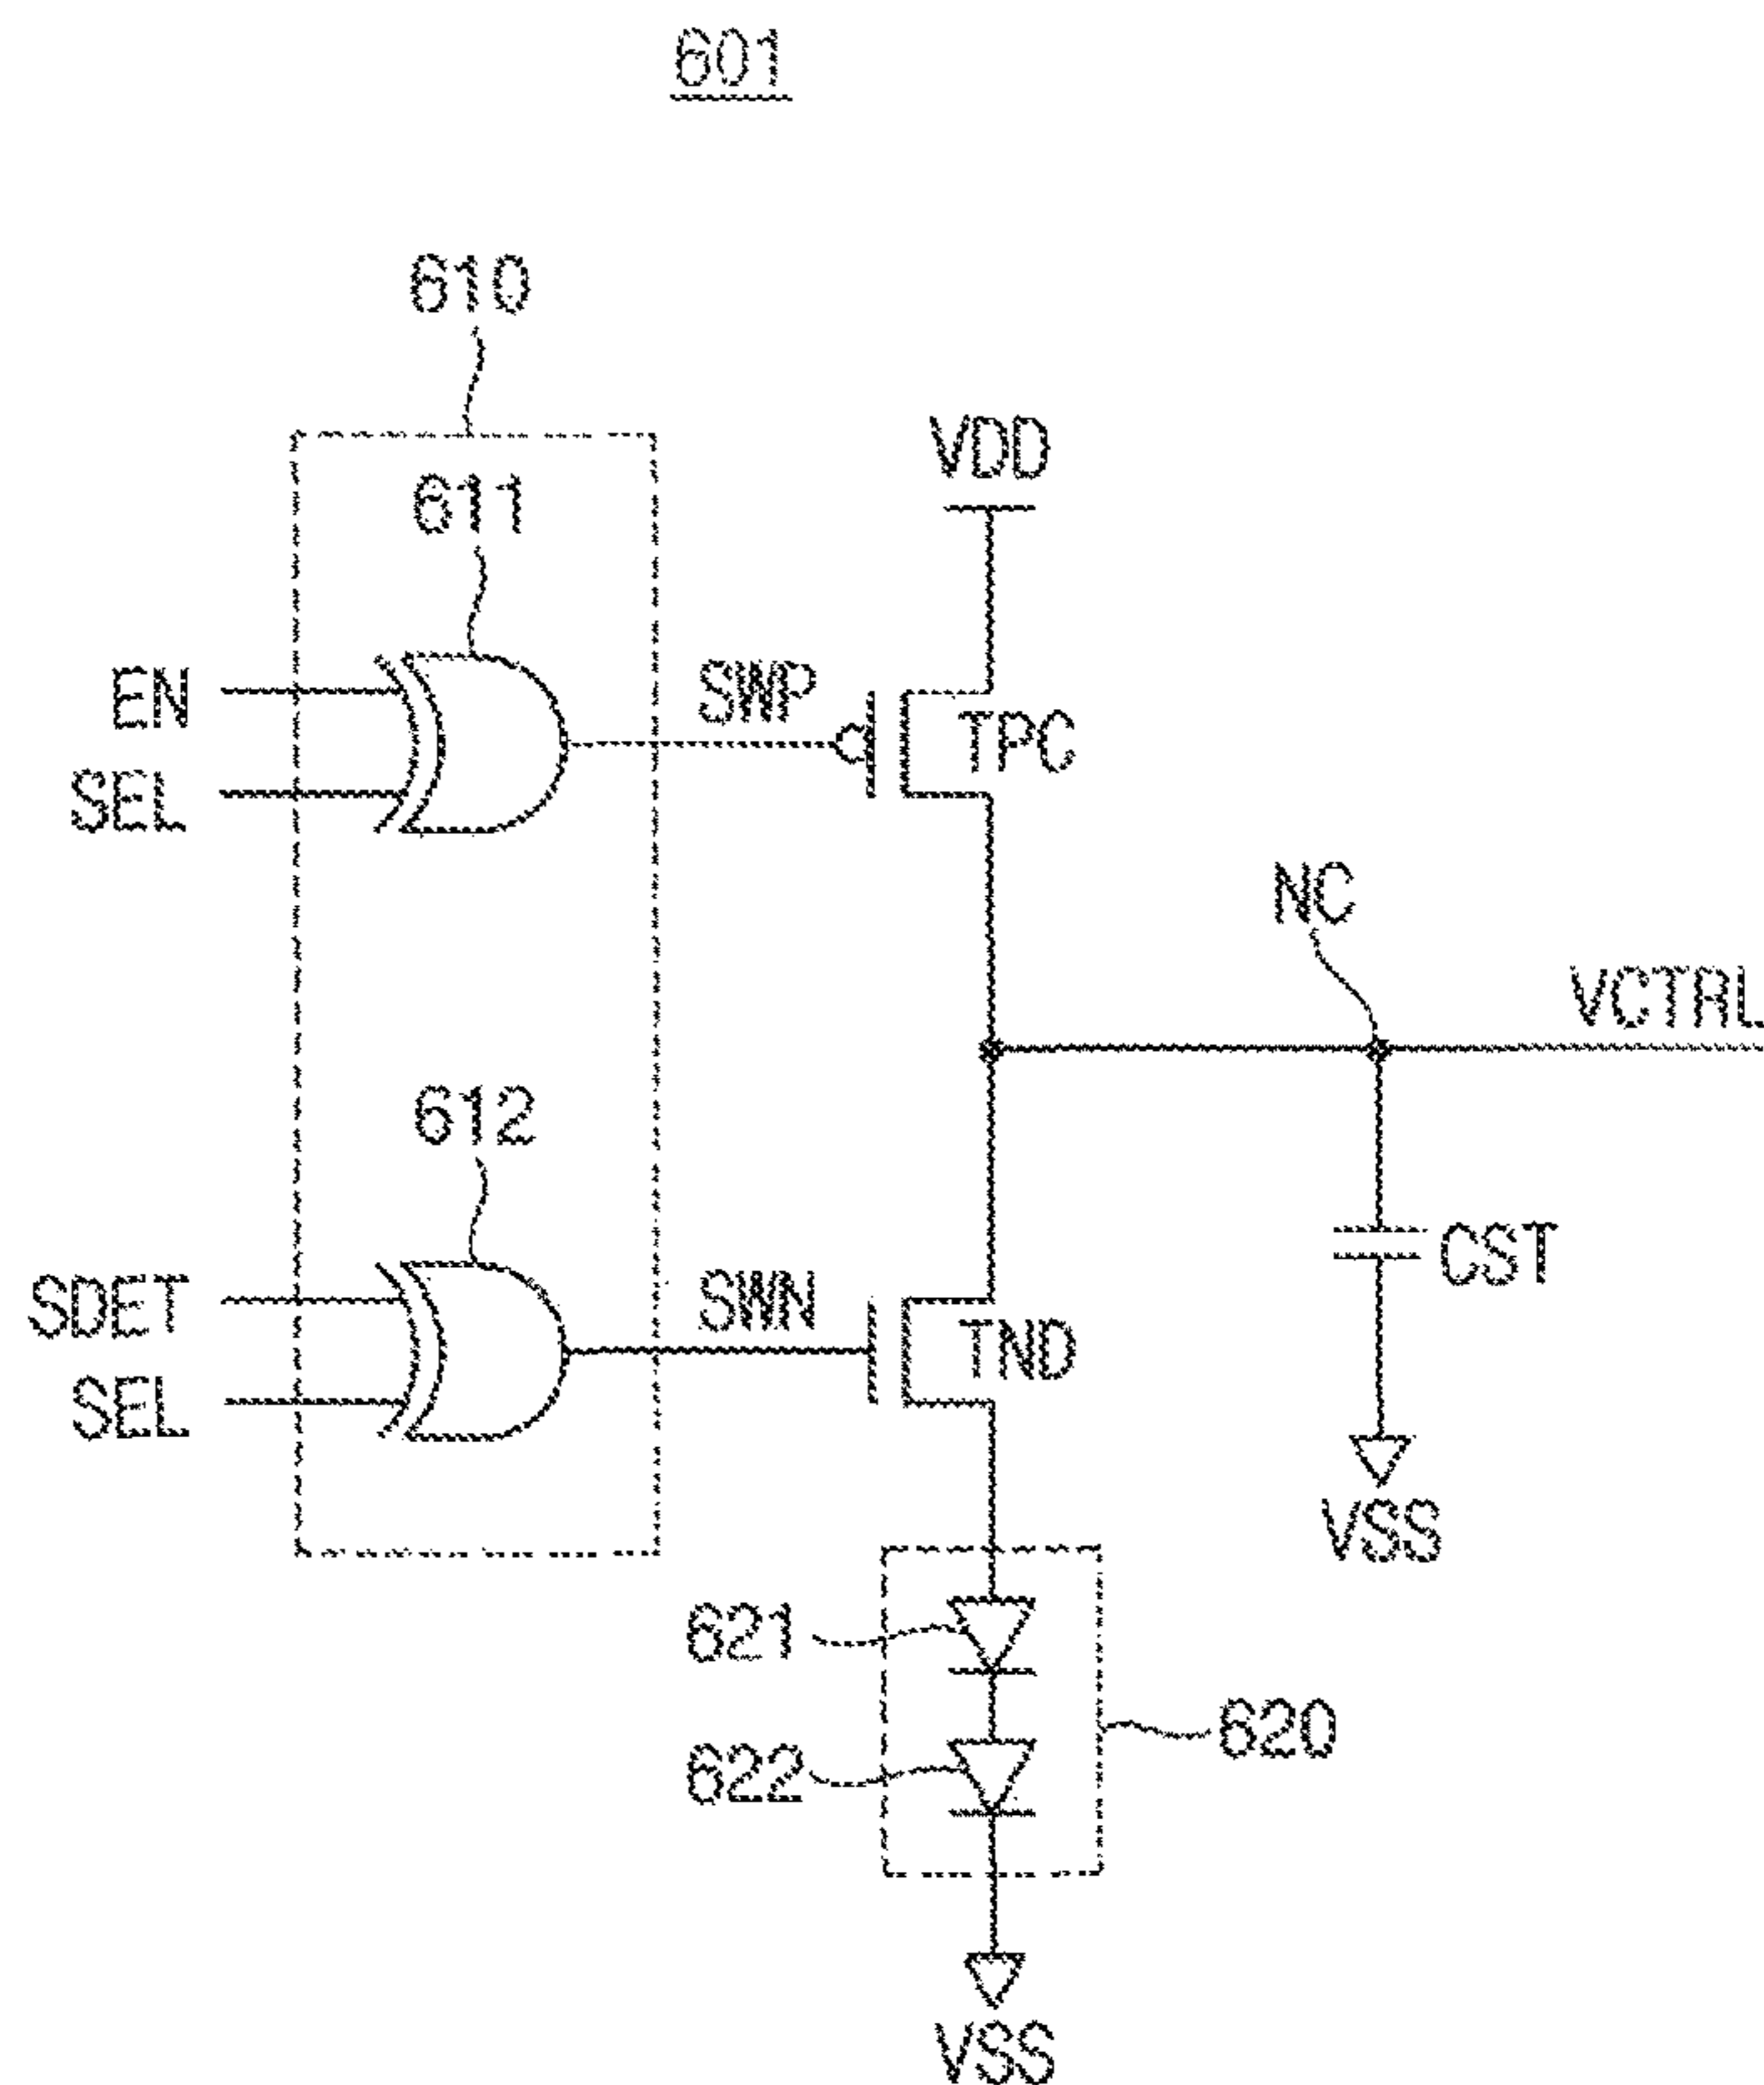 601
610
VDD
611
EN
SWP
TPC
SEL
NC
VCTRL
612
CST
SDET
SWN
TND
SEL
VSS
621
620
622
VSS